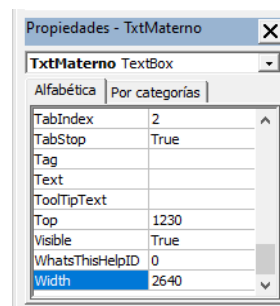 Propiedades - TxtMaterno
TxtMaterno TextBox
Alfabética Por categorías
TabIndex 2
TabStop True
Tag
Text
ToolTipText
Top 1230
Visible True
WhatsThisHelpID 0
Width 2640